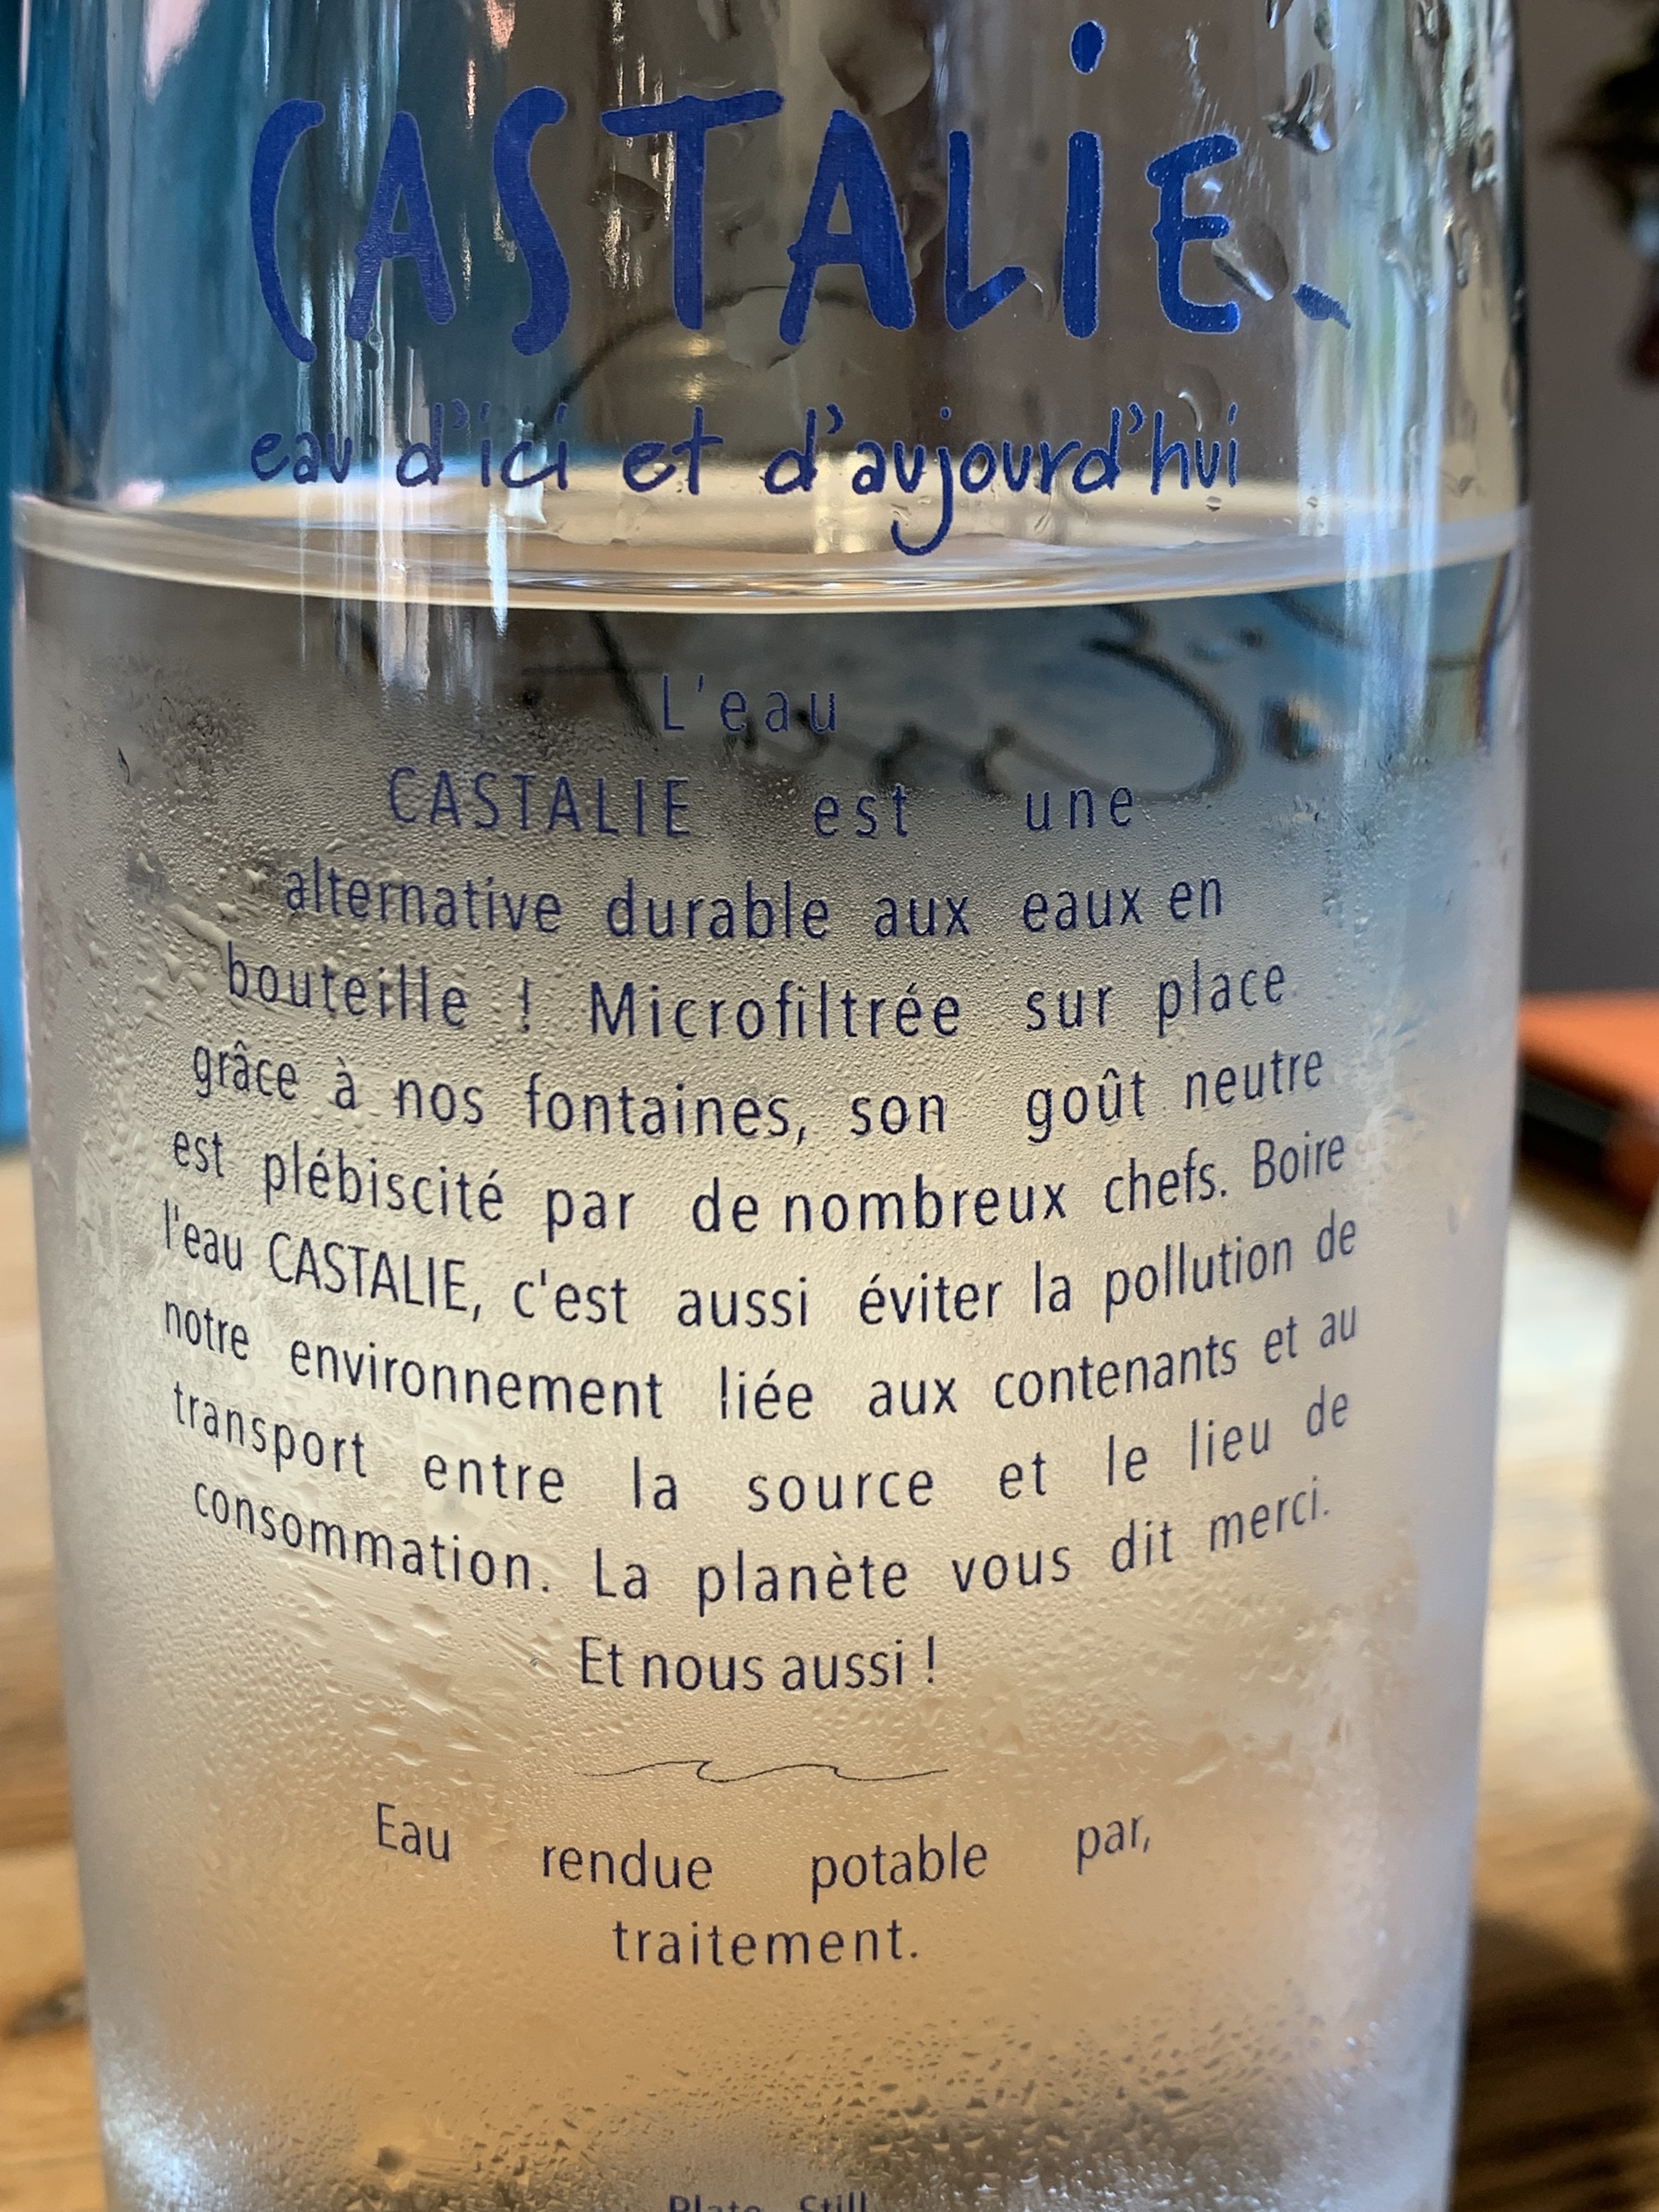 CASTALiE
eau d'ici et d'aujourd'hui
L'eau
CASTALIE est une
alternative durable aux eaux en
bouteille ! Microfiltrée sur place
grâce à nos fontaines, son goût neutre
est plébiscité par de nombreux chefs. Boire
l'eau CASTALIE, c'est aussi éviter la pollution de
notre environnement liée aux contenants et au
transport entre la source et le lieu de
consommation. La planète vous dit merci.
Et nous aussi !
Eau rendue potable par,
traitement.
Plate Still